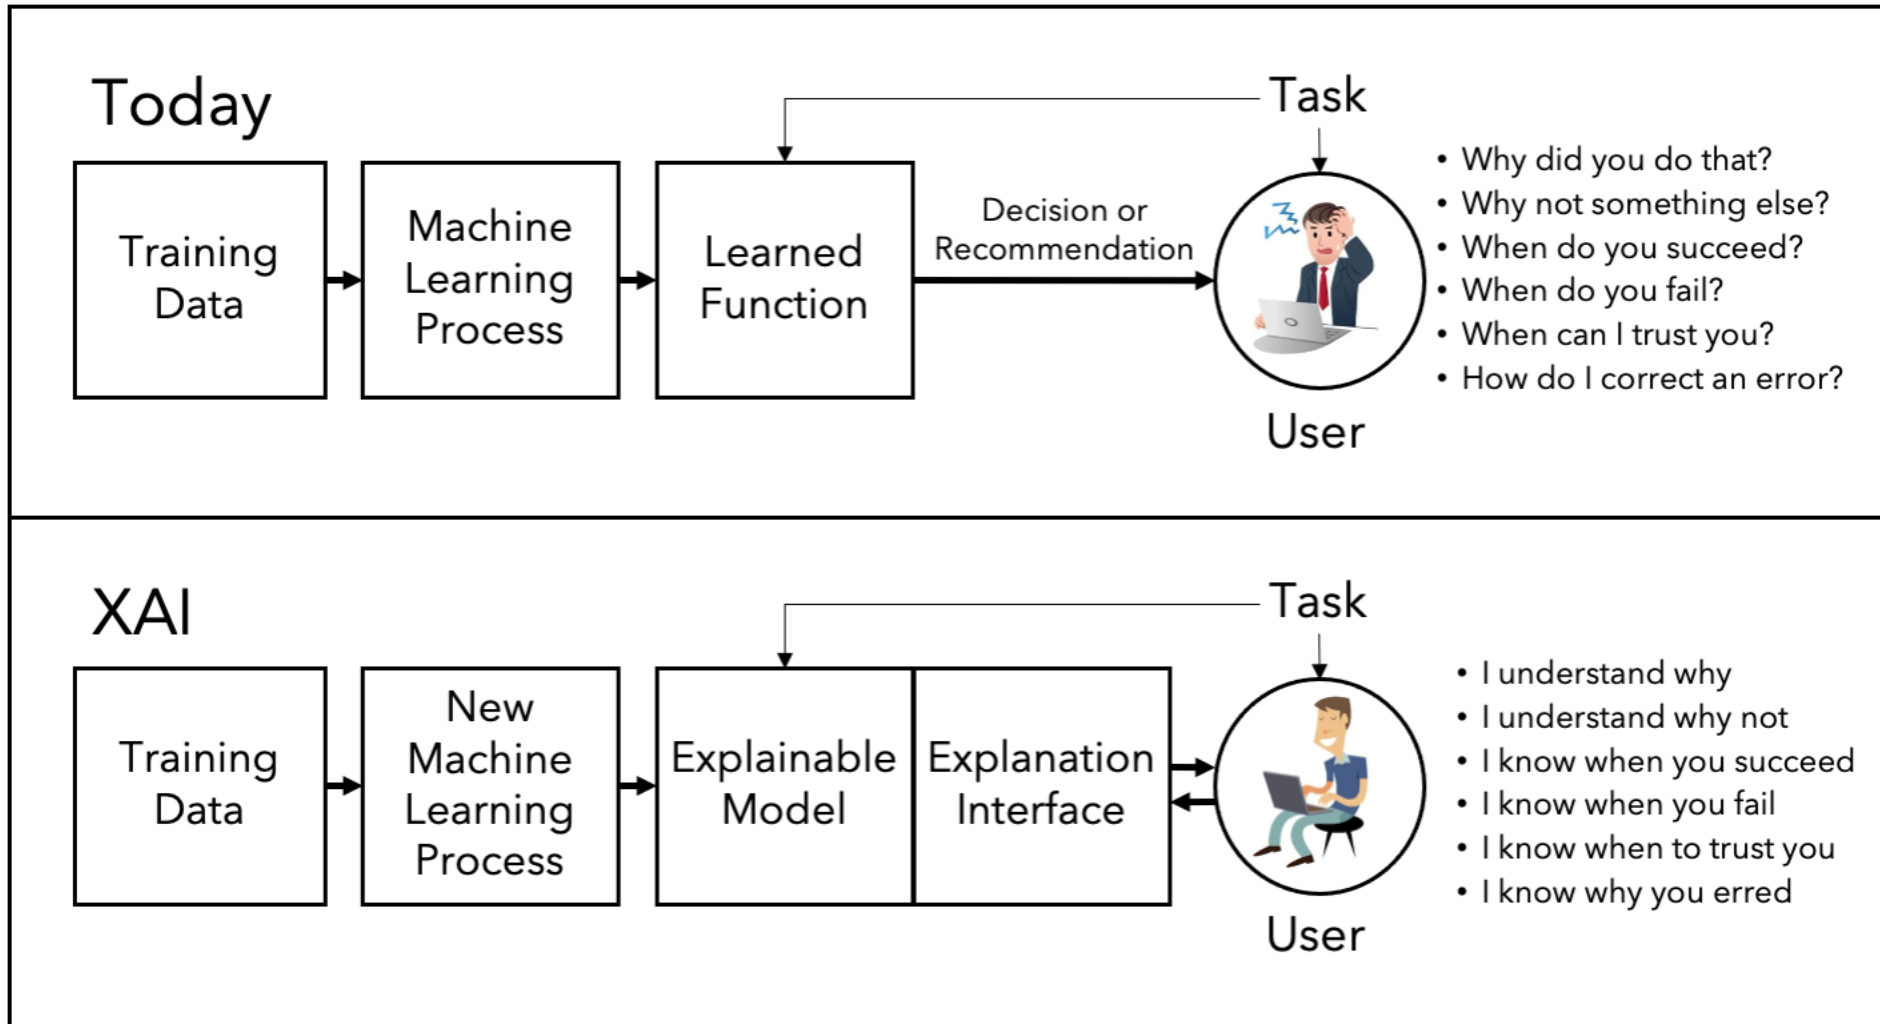 Today
Task
Training
Data
Machine
Learning
Process
Learned
Function
Decision or
Recommendation
User
• Why did you do that?
• Why not something else?
• When do you succeed?
• When do you fail?
• When can I trust you?
• How do I correct an error?
XAI
Task
Training
Data
New
Machine
Learning
Process
Explainable
Model
Explanation
Interface
User
• I understand why
• I understand why not
• I know when you succeed
• I know when you fail
• I know when to trust you
• I know why you erred